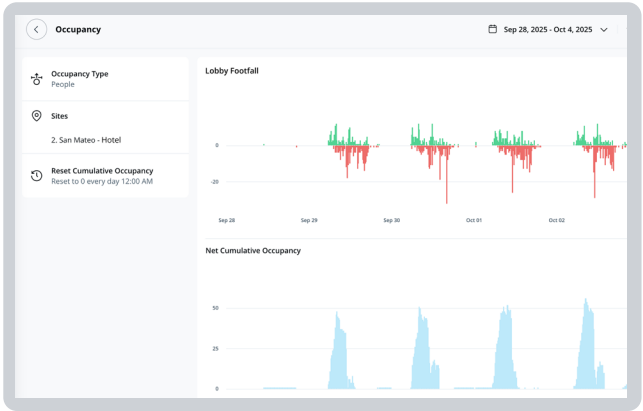 Occupancy
Sep 28, 2025 - Oct 4, 2025
Occupancy Type
People
Sites
2. San Mateo - Hotel
Reset Cumulative Occupancy
Reset to 0 every day 12:00 AM
Lobby Footfall
0
-20
Sep 28 Sep 29 Sep 30 Oct 01 Oct 02
Net Cumulative Occupancy
50
25
0